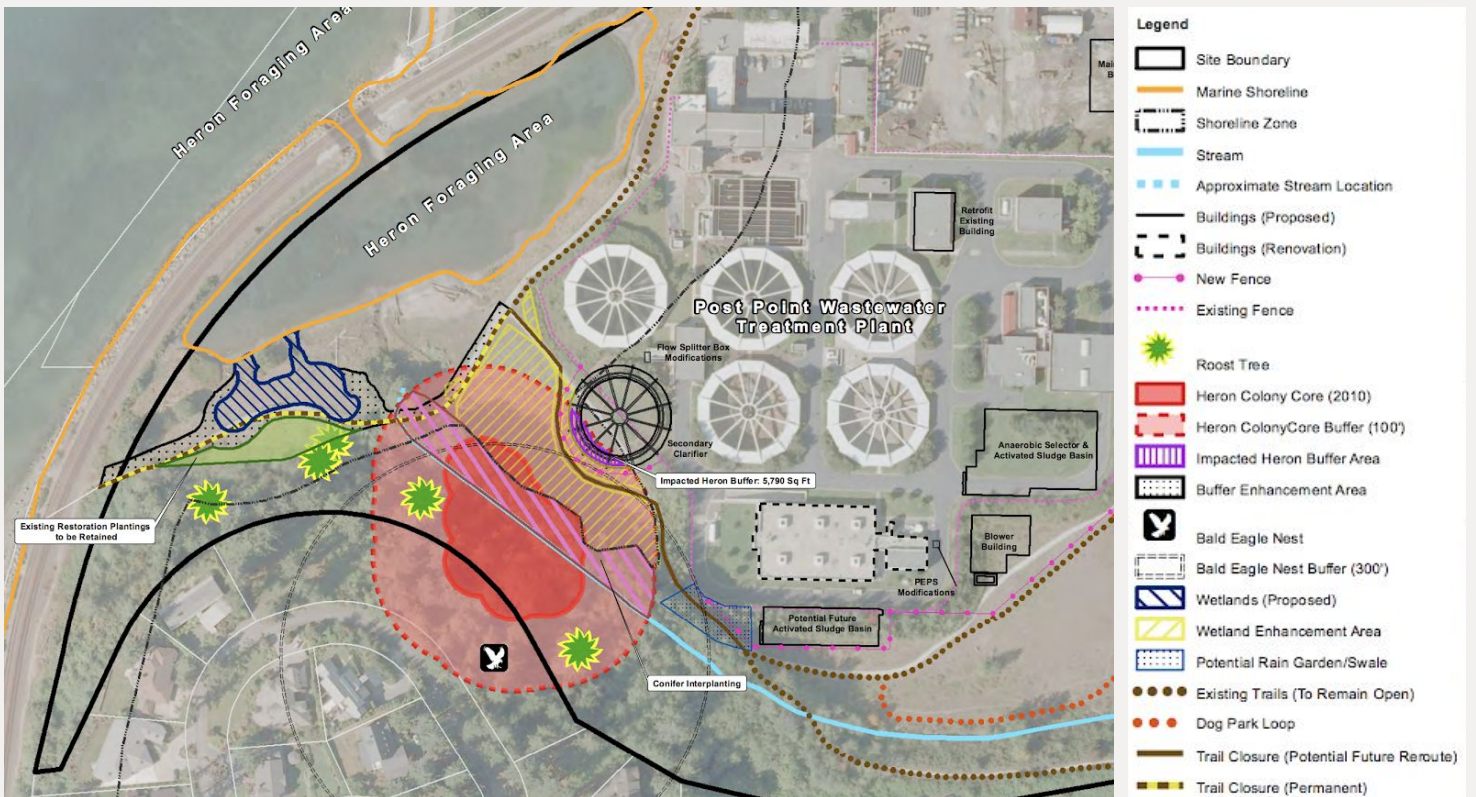 Heron Foraging Area
Heron Foraging Area
Retrofit
Existing
Building
Post Point Wastewater
Treatment Plant
Flow Splitter Box
Modifications
Secondary
Clarifier
Anaerobic Selector &
Activated Sludge Basin
Impacted Heron Buffer: 5,790 Sq Ft
Existing Restoration Plantings
to be Retained
Blower
Building
PEPS
Modifications
Potential Future
Activated Sludge Basin
Conifer Interplanting
Legend
Site Boundary
Marine Shoreline
Shoreline Zone
Stream
Approximate Stream Location
Buildings (Proposed)
Buildings (Renovation)
New Fence
Existing Fence
Roost Tree
Heron Colony Core (2010)
Heron ColonyCore Buffer (100')
Impacted Heron Buffer Area
Buffer Enhancement Area
Bald Eagle Nest
Bald Eagle Nest Buffer (300')
Wetlands (Proposed)
Wetland Enhancement Area
Potential Rain Garden/Swale
Existing Trails (To Remain Open)
Dog Park Loop
Trail Closure (Potential Future Reroute)
Trail Closure (Permanent)